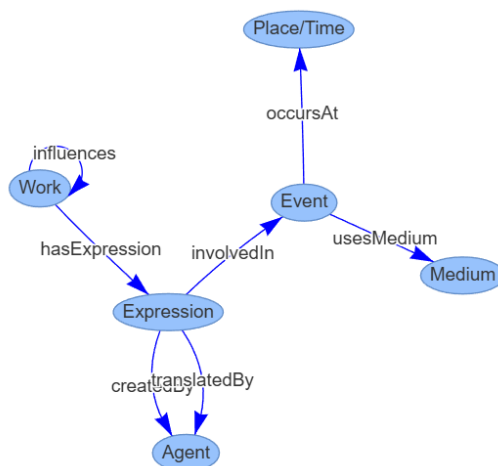 Place/Time
occursAt
influences
Work
Event
hasExpression
involvedIn
usesMedium
Medium
Expression
createdBy
translatedBy
Agent